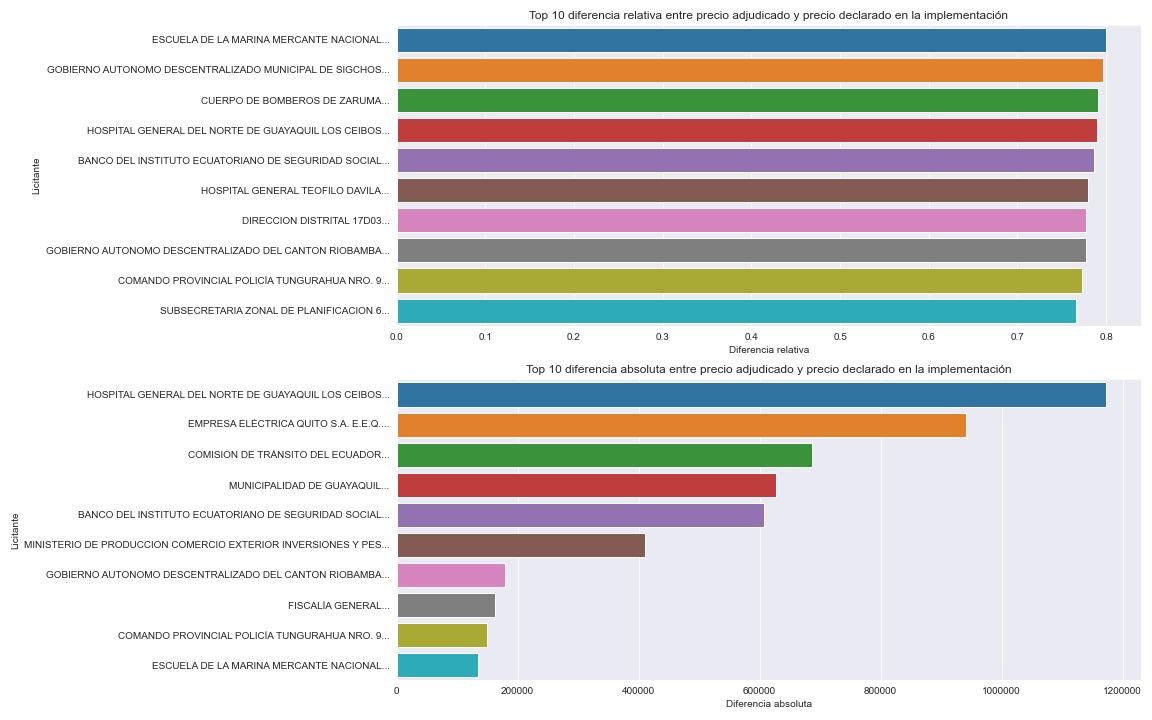 Top 10 diferencia relativa entre precio adjudicado y precio declarado en la implementación
ESCUELA DE LA MARINA MERCANTE NACIONAL...
GOBIERNO AUTONOMO DESCENTRALIZADO MUNICIPAL DE SIGCHOS...
CUERPO DE BOMBEROS DE ZARUMA...
HOSPITAL GENERAL DEL NORTE DE GUAYAQUIL LOS CEIBOS...
BANCO DEL INSTITUTO ECUATORIANO DE SEGURIDAD SOCIAL...
HOSPITAL GENERAL TEOFILO DAVILA...
DIRECCION DISTRITAL 17D03...
GOBIERNO AUTONOMO DESCENTRALIZADO DEL CANTON RIOBAMBA...
COMANDO PROVINCIAL POLICÍA TUNGURAHUA NRO. 9...
SUBSECRETARIA ZONAL DE PLANIFICACION 6...
Licitante
0.0 0.1 0.2 0.3 0.4 0.5 0.6 0.7 0.8
Diferencia relativa
Top 10 diferencia absoluta entre precio adjudicado y precio declarado en la implementación
HOSPITAL GENERAL DEL NORTE DE GUAYAQUIL LOS CEIBOS...
EMPRESA ELÉCTRICA QUITO S.A. E.E.Q....
COMISION DE TRÁNSITO DEL ECUADOR...
MUNICIPALIDAD DE GUAYAQUIL...
BANCO DEL INSTITUTO ECUATORIANO DE SEGURIDAD SOCIAL...
MINISTERIO DE PRODUCCION COMERCIO EXTERIOR INVERSIONES Y PES...
GOBIERNO AUTONOMO DESCENTRALIZADO DEL CANTON RIOBAMBA...
FISCALÍA GENERAL...
COMANDO PROVINCIAL POLICÍA TUNGURAHUA NRO. 9...
ESCUELA DE LA MARINA MERCANTE NACIONAL...
Licitante
0 200000 400000 600000 800000 1000000 1200000
Diferencia absoluta